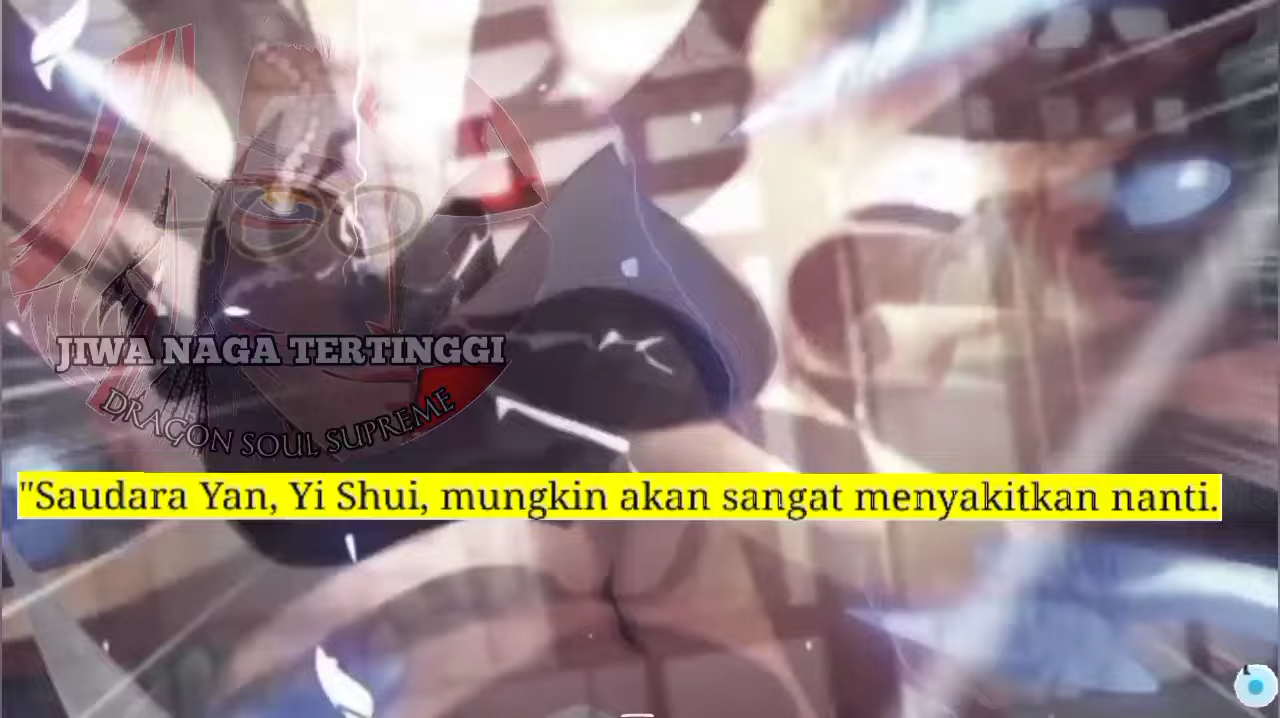 JIWA NAGA TERTINGGI
DRAGON SOUL SUPREME
"Saudara Yan, Yi Shui, mungkin akan sangat menyakitkan nanti.